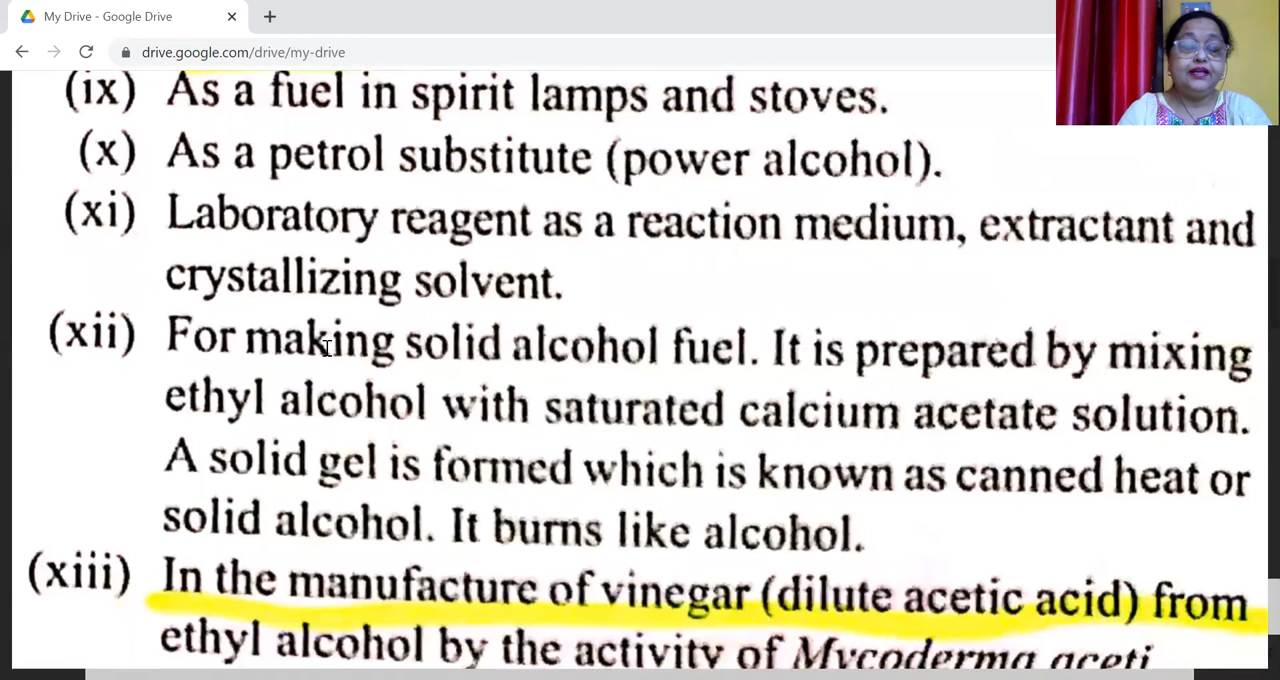 My Drive - Google Drive
drive.google.com/drive/my-drive
(ix) As a fuel in spirit lamps and stoves.
(x) As a petrol substitute (power alcohol).
(xi) Laboratory reagent as a reaction medium, extractant and
crystallizing solvent.
(xii) For making solid alcohol fuel. It is prepared by mixing
ethyl alcohol with saturated calcium acetate solution.
A solid gel is formed which is known as canned heat or
solid alcohol. It burns like alcohol.
(xiii) In the manufacture of vinegar (dilute acetic acid) from
ethyl alcohol by the activity of Mycoderma aceti